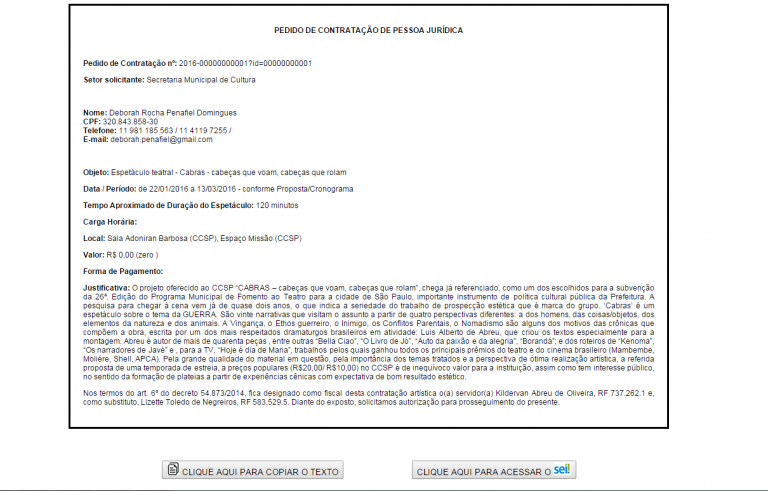 PEDIDO DE CONTRATAÇÃO DE PESSOA JURÍDICA
Pedido de Contratação nº: 2016-00000000001?id=00000000001
Setor solicitante: Secretaria Municipal de Cultura
Nome: Deborah Rocha Penafiel Domingues
CPF: 320.843.858-30
Telefone: 11 981 185 563 / 11 4119 7255 /
E-mail: deborah.penafiel@gmail.com
Objeto: Espetáculo teatral - Cabras - cabeças que voam, cabeças que rolam
Data / Período: de 22/01/2016 a 13/03/2016 - conforme Proposta/Cronograma
Tempo Aproximado de Duração do Espetáculo: 120 minutos
Carga Horária:
Local: Sala Adoniran Barbosa (CCSP), Espaço Missão (CCSP)
Valor: R$ 0,00 (zero )
Forma de Pagamento:
Justificativa: O projeto oferecido ao CCSP "CABRAS – cabeças que voam, cabeças que rolam", chega já referenciado, como um dos escolhidos para a subvenção
da 26ª. Edição do Programa Municipal de Fomento ao Teatro para a cidade de São Paulo, importante instrumento de política cultural pública da Prefeitura. A
pesquisa para chegar à cena vem já de quase dois anos, o que indica a seriedade do trabalho de prospecção estética que é marca do grupo. 'Cabras' é um
espetáculo sobre o tema da GUERRA. São vinte narrativas que visitam o assunto a partir de quatro perspectivas diferentes: a dos homens, das coisas/objetos, dos
elementos da natureza e dos animais. A Vingança, o Ethos guerreiro, o Inimigo, os Conflitos Parentais, o Nomadismo são alguns dos motivos das crônicas que
compõem a obra, escrita por um dos mais respeitados dramaturgos brasileiros em atividade: Luis Alberto de Abreu, que criou os textos especialmente para a
montagem. Abreu é autor de mais de quarenta peças , entre outras "Bella Ciao", "O Livro de Jó", "Auto da paixão e da alegria", "Borandá"; e dos roteiros de "Kenoma",
"Os narradores de Javé" e , para a TV, "Hoje é dia de Maria", trabalhos pelos quais ganhou todos os principais prêmios do teatro e do cinema brasileiro (Mambembe,
Molière, Shell, APCA). Pela grande qualidade do material em questão, pela importância dos temas tratados e a perspectiva de ótima realização artística, a referida
proposta de uma temporada de estreia, a preços populares (R$20,00/ R$10,00) no CCSP é de inequívoco valor para a instituição, assim como tem interesse público,
no sentido da formação de plateias a partir de experiências cênicas com expectativa de bom resultado estético.
Nos termos do art. 6º do decreto 54.873/2014, fica designado como fiscal desta contratação artística o(a) servidor(a) Kildervan Abreu de Oliveira, RF 737.262.1 e,
como substituto, Lizette Toledo de Negreiros, RF 583.529.5. Diante do exposto, solicitamos autorização para prosseguimento do presente.
CLIQUE AQUI PARA COPIAR O TEXTO
CLIQUE AQUI PARA ACESSAR O sei!